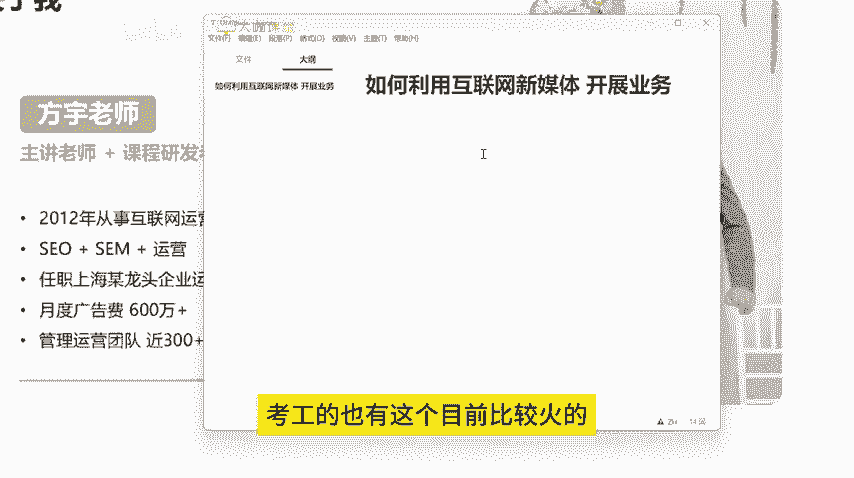 了我
文件(F) 编辑(E) 段落(P) 格式(O) 视图(V) 主题(T) 帮助(H)
文件 大纲
如何利用互联网新媒体 开展业务
如何利用互联网新媒体 开展业务
方宇老师
主讲老师 + 课程研发
• 2012年从事互联网运营
• SEO + SEM + 运营
• 任职上海某龙头企业运
• 月度广告费 600万+
• 管理运营团队 近300+
考工的也有这个目前比较火的